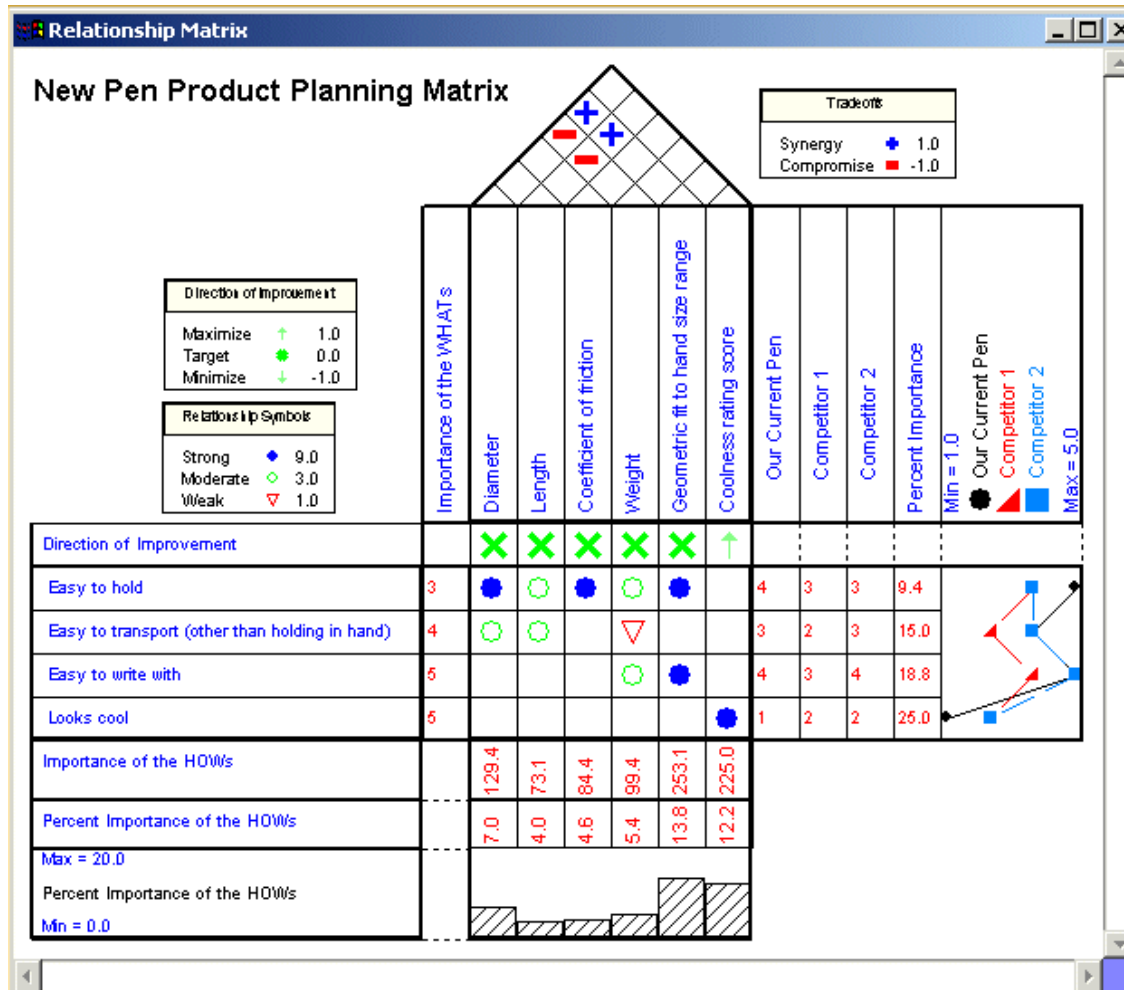 Relationship Matrix
New Pen Product Planning Matrix
Tradeoffs
Synergy 1.0
Compromise -1.0
Direction of Improvement
Maximize 1.0
Target 0.0
Minimize -1.0
Relationship Symbols
Strong 9.0
Moderate 3.0
Weak 1.0
Importance of the WHATs
Diameter
Length
Coefficient of friction
Weight
Geometric fit to hand size range
Coolness rating score
Our Current Pen
Competitor 1
Competitor 2
Percent Importance
Min = 1.0
Our Current Pen
Competitor 1
Competitor 2
Max = 5.0
Direction of Improvement
Easy to hold 3 4 3 3 9.4
Easy to transport (other than holding in hand) 4 3 2 3 15.0
Easy to write with 5 4 3 4 18.8
Looks cool 5 1 2 2 25.0
Importance of the HOWs 129.4 73.1 84.4 99.4 253.1 225.0
Percent Importance of the HOWs 7.0 4.0 4.6 5.4 13.8 12.2
Max = 20.0
Percent Importance of the HOWs
Min = 0.0